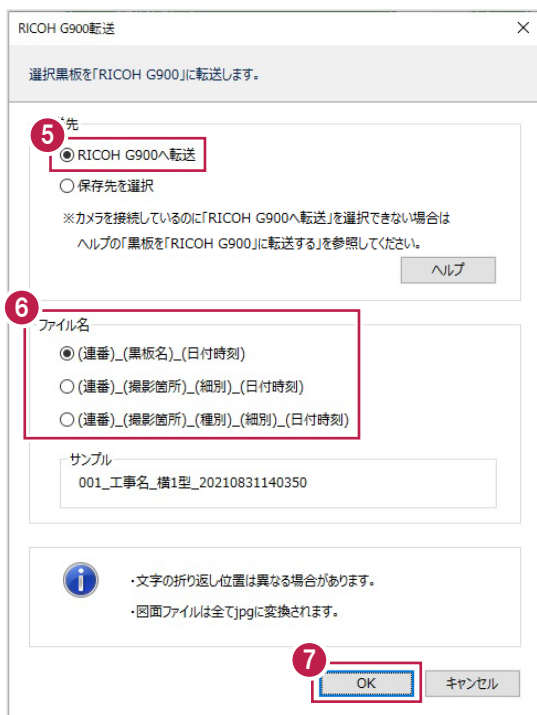 RICOH G900転送
選択黒板を「RICOH G900」に転送します。
先
5
RICOH G900へ転送
保存先を選択
※カメラを接続しているのに「RICOH G900へ転送」を選択できない場合は
ヘルプの「黒板を「RICOH G900」に転送する」を参照してください。
ヘルプ
6
ファイル名
(連番)_(黒板名)_(日付時刻)
(連番)_(撮影箇所)_(細別)_(日付時刻)
(連番)_(撮影箇所)_(種別)_(細別)_(日付時刻)
サンプル
001_工事名_横1型_20210831140350
・文字の折り返し位置は異なる場合があります。
・図面ファイルは全てjpgに変換されます。
7
OK キャンセル